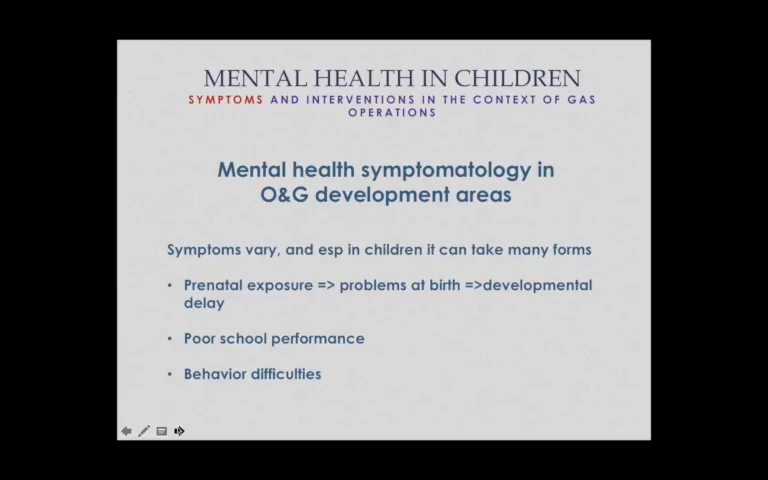 MENTAL HEALTH IN CHILDREN
SYMPTOMS AND INTERVENTIONS IN THE CONTEXT OF GAS
OPERATIONS
Mental health symptomatology in
O&G development areas
Symptoms vary, and esp in children it can take many forms
• Prenatal exposure => problems at birth =>developmental
delay
• Poor school performance
• Behavior difficulties